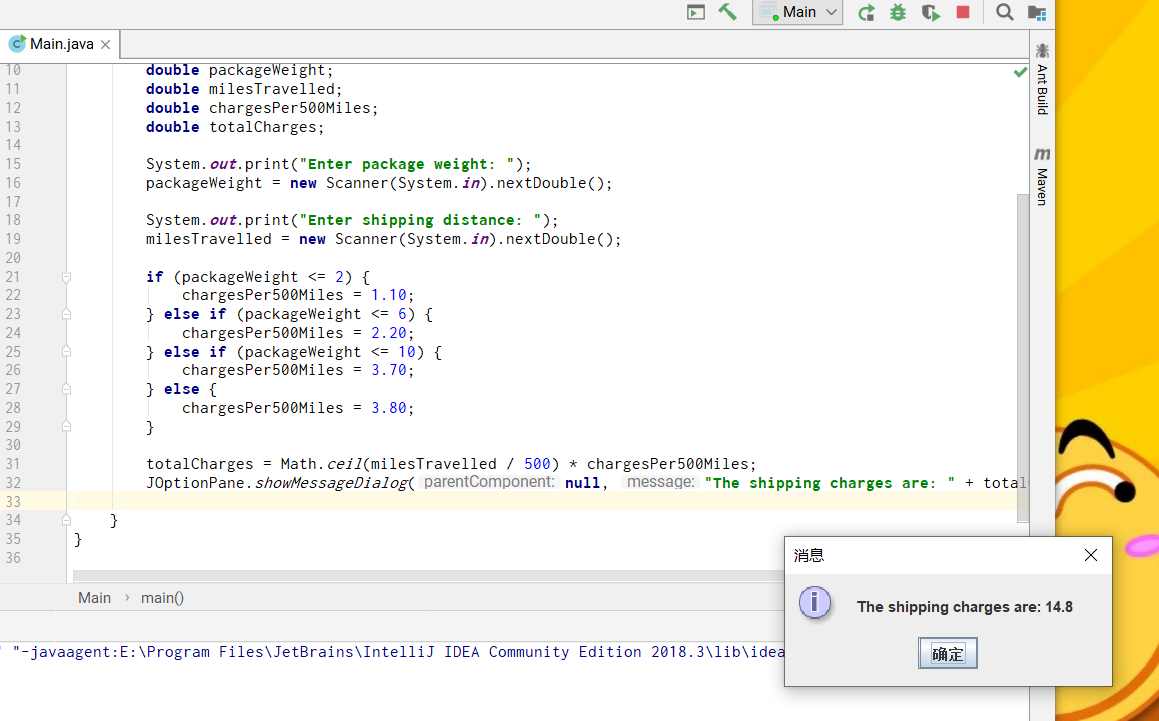 Main
Main.java
10 double packageWeight;
11 double milesTravelled;
12 double chargesPer500Miles;
13 double totalCharges;
14
15 System.out.print("Enter package weight: ");
16 packageWeight = new Scanner(System.in).nextDouble();
17
18 System.out.print("Enter shipping distance: ");
19 milesTravelled = new Scanner(System.in).nextDouble();
20
21 if (packageWeight <= 2) {
22 chargesPer500Miles = 1.10;
23 } else if (packageWeight <= 6) {
24 chargesPer500Miles = 2.20;
25 } else if (packageWeight <= 10) {
26 chargesPer500Miles = 3.70;
27 } else {
28 chargesPer500Miles = 3.80;
29 }
30
31 totalCharges = Math.ceil(milesTravelled / 500) * chargesPer500Miles;
32 JOptionPane.showMessageDialog( parentComponent: null, message: "The shipping charges are: " + total
33
34 }
35 }
36
Ant Build
m Maven
Main › main()
"-javaagent:E:\Program Files\JetBrains\IntelliJ IDEA Community Edition 2018.3\lib\idea
消息
The shipping charges are: 14.8
确定